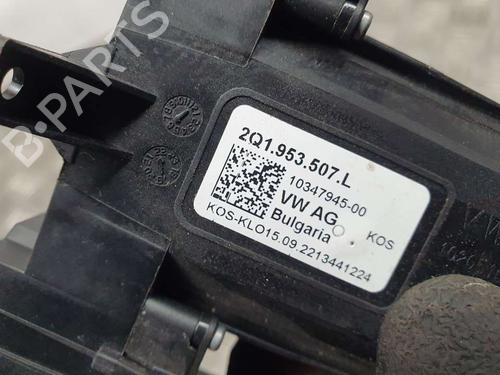 B-PARTS
2Q1.953.507.L
10347945-00
VW AG
KOS
Bulgaria
KOS-KLO15.09.2213441224